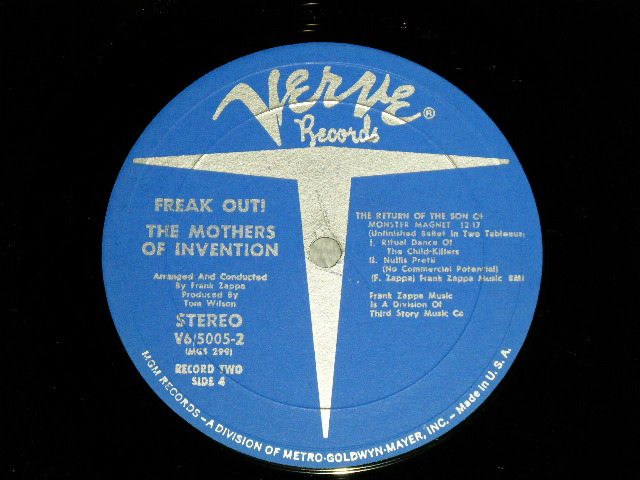 Verve ®
Records
FREAK OUT!
THE MOTHERS
OF INVENTION
Arranged And Conducted
By Frank Zappa
Produced By
Tom Wilson
STEREO
V6/5005-2
(MGS 299)
RECORD TWO
SIDE 4
THE RETURN OF THE SON OF
MONSTER MAGNET 12:17
(Unfinished Ballet in Two Tableaus)
I. Ritual Dance Of
The Child-Killers
II. Nullis Pretii
(No Commercial Potential)
(F. Zappa) Frank Zappa Music BMI
Frank Zappa Music
Is A Division Of
Third Story Music Co
MGM RECORDS – A DIVISION OF METRO-GOLDWYN-MAYER, INC. – Made in U. S. A.